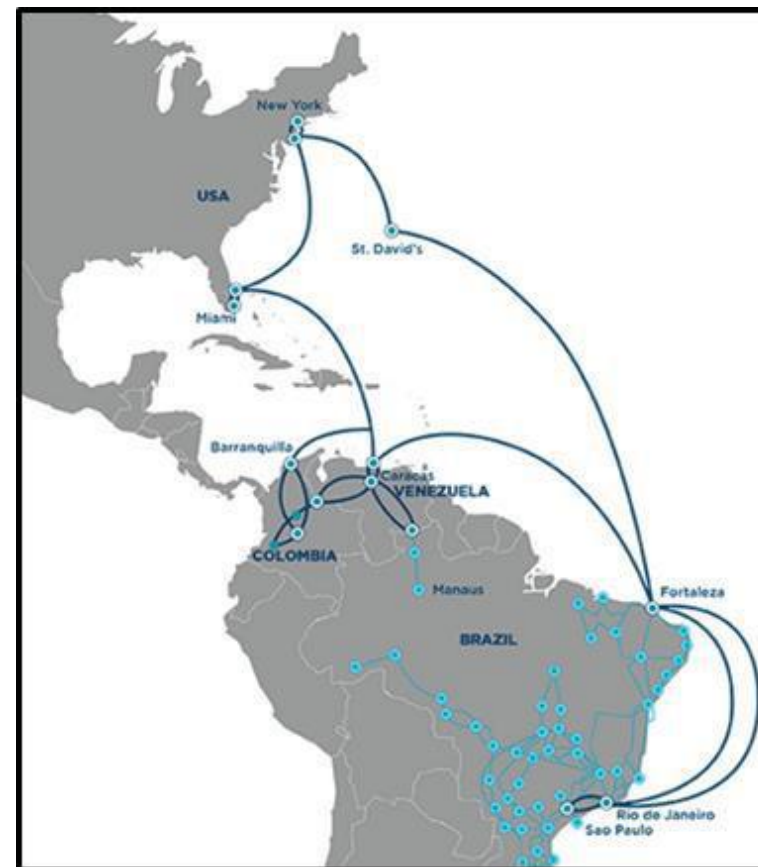 New York
USA
St. David's
Miami
Barranquilla
Caracas
VENEZUELA
COLOMBIA
Manaus
Fortaleza
BRAZIL
Rio de Janeiro
Sao Paulo